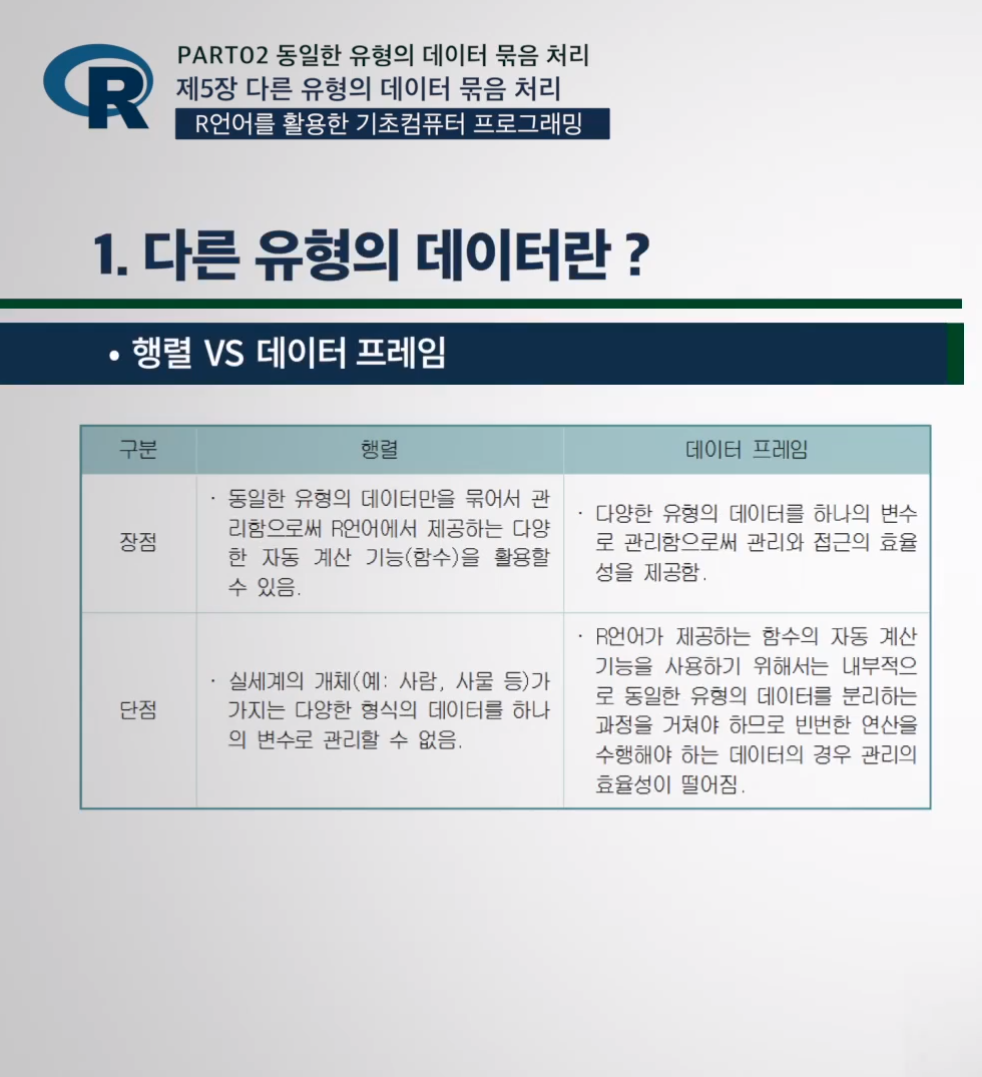 R
PART02 동일한 유형의 데이터 묶음 처리
제5장 다른 유형의 데이터 묶음 처리
R언어를 활용한 기초컴퓨터 프로그래밍
1. 다른 유형의 데이터란 ?
• 행렬 VS 데이터 프레임
구분 행렬 데이터 프레임
장점
· 동일한 유형의 데이터만을 묶어서 관
리함으로써 R언어에서 제공하는 다양
한 자동 계산 기능(함수)을 활용할
수 있음.
· 다양한 유형의 데이터를 하나의 변수
로 관리함으로써 관리와 접근의 효율
성을 제공함.
단점
· 실세계의 개체(예: 사람, 사물 등)가
가지는 다양한 형식의 데이터를 하나
의 변수로 관리할 수 없음.
· R언어가 제공하는 함수의 자동 계산
기능을 사용하기 위해서는 내부적으
로 동일한 유형의 데이터를 분리하는
과정을 거쳐야 하므로 빈번한 연산을
수행해야 하는 데이터의 경우 관리의
효율성이 떨어짐.